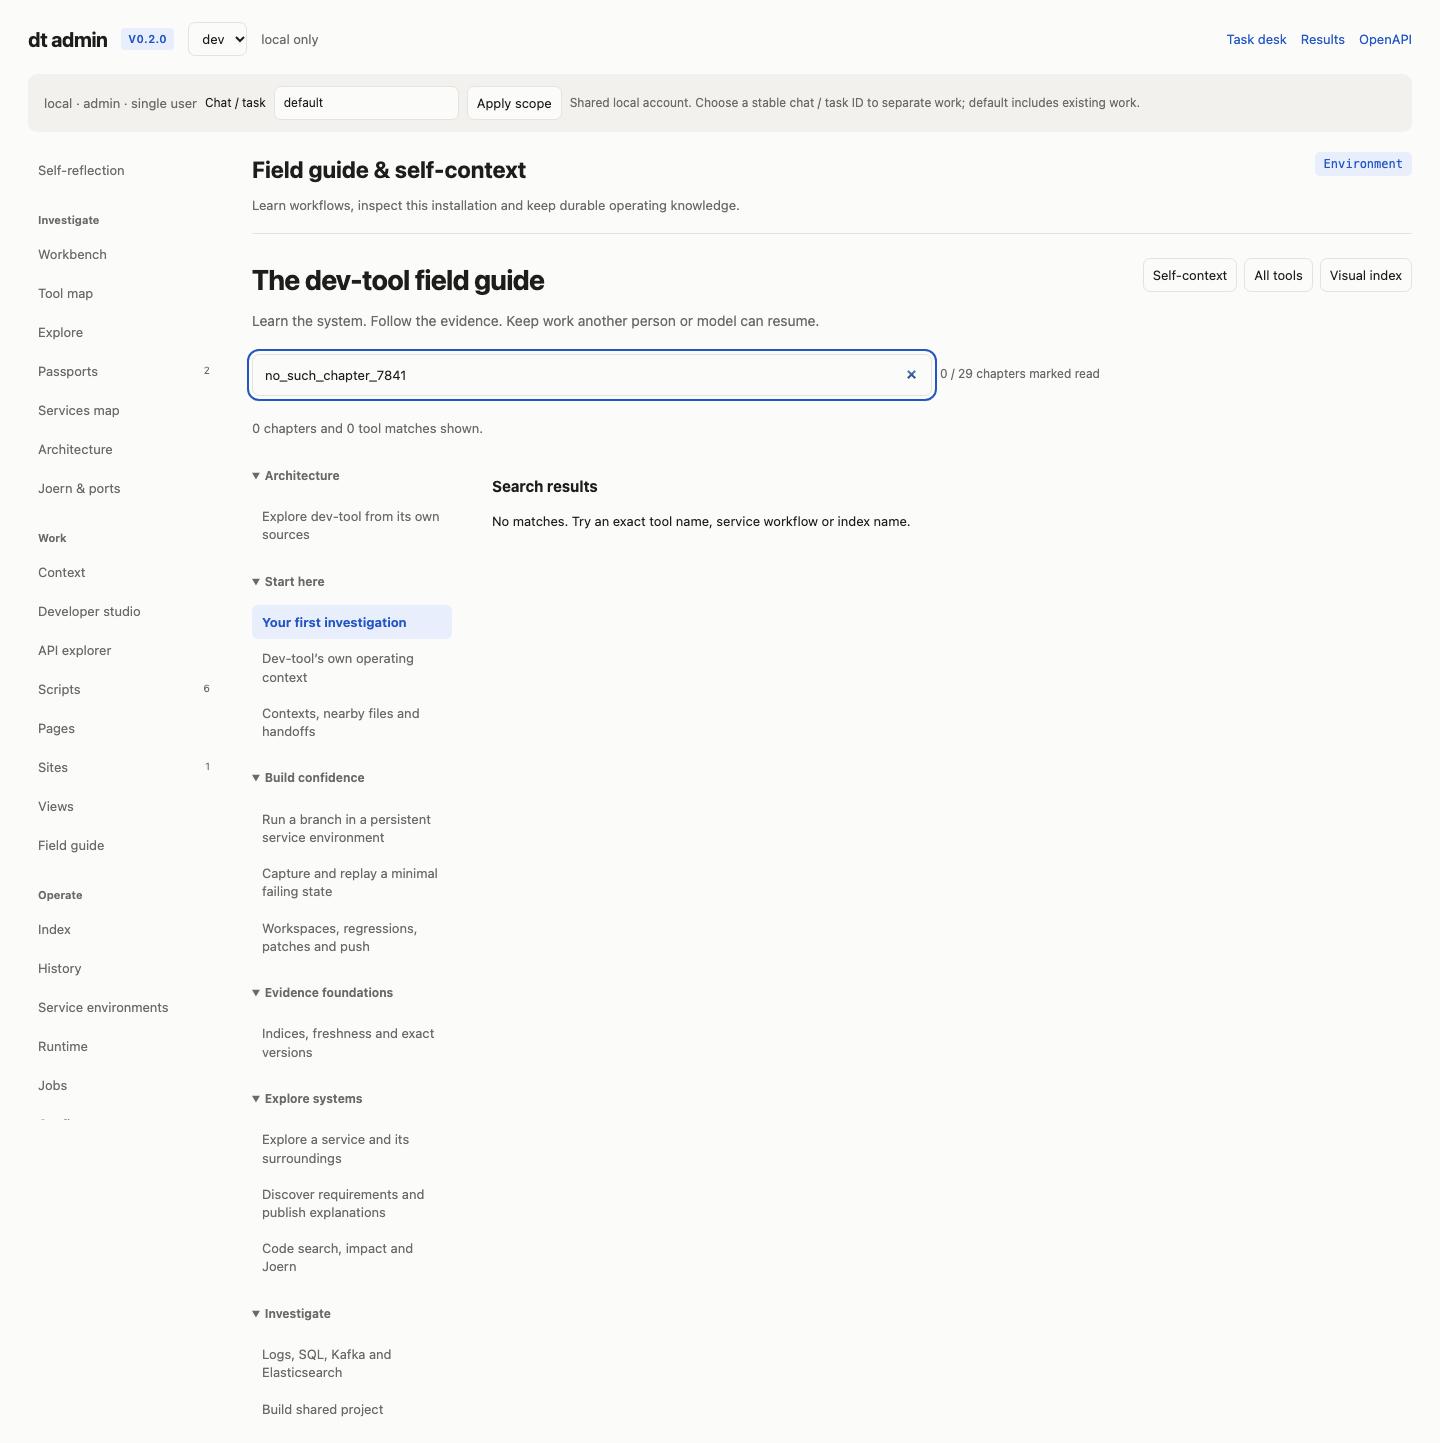 dt admin V0.2.0 dev local only Task desk Results OpenAPI
local · admin · single user Chat / task default Apply scope Shared local account. Choose a stable chat / task ID to separate work; default includes existing work.
Self-reflection
Investigate
Workbench
Tool map
Explore
Passports 2
Services map
Architecture
Joern & ports
Work
Context
Developer studio
API explorer
Scripts 6
Pages
Sites 1
Views
Field guide
Operate
Index
History
Service environments
Runtime
Jobs
Field guide & self-context Environment
Learn workflows, inspect this installation and keep durable operating knowledge.
The dev-tool field guide Self-context All tools Visual index
Learn the system. Follow the evidence. Keep work another person or model can resume.
no_such_chapter_7841 × 0 / 29 chapters marked read
0 chapters and 0 tool matches shown.
▼ Architecture
Explore dev-tool from its own
sources
▼ Start here
Your first investigation
Dev-tool's own operating
context
Contexts, nearby files and
handoffs
▼ Build confidence
Run a branch in a persistent
service environment
Capture and replay a minimal
failing state
Workspaces, regressions,
patches and push
▼ Evidence foundations
Indices, freshness and exact
versions
▼ Explore systems
Explore a service and its
surroundings
Discover requirements and
publish explanations
Code search, impact and
Joern
▼ Investigate
Logs, SQL, Kafka and
Elasticsearch
Build shared project
Search results
No matches. Try an exact tool name, service workflow or index name.